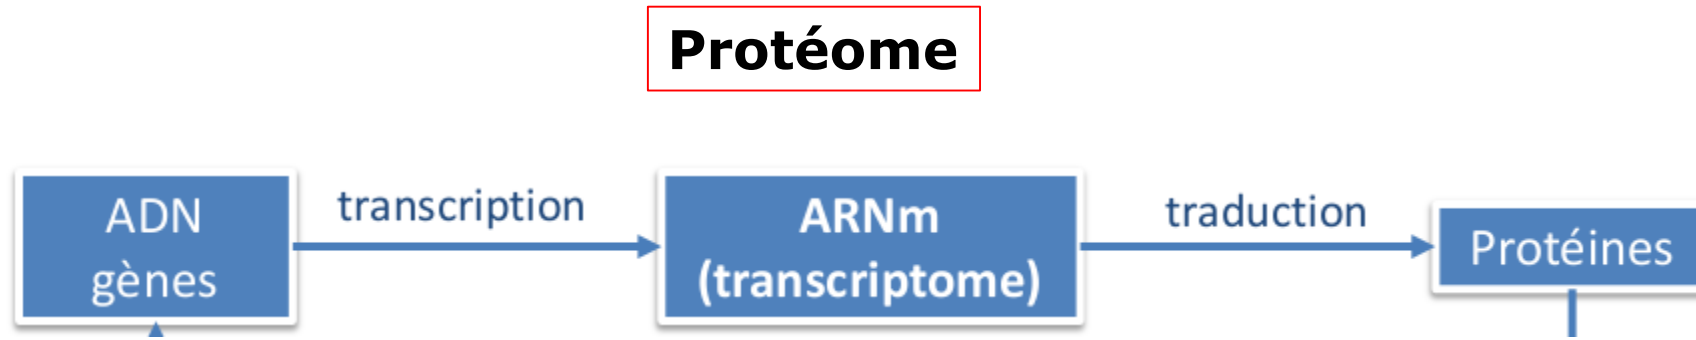 Protéome
ADN
gènes
transcription
ARNm
(transcriptome)
traduction
Protéines